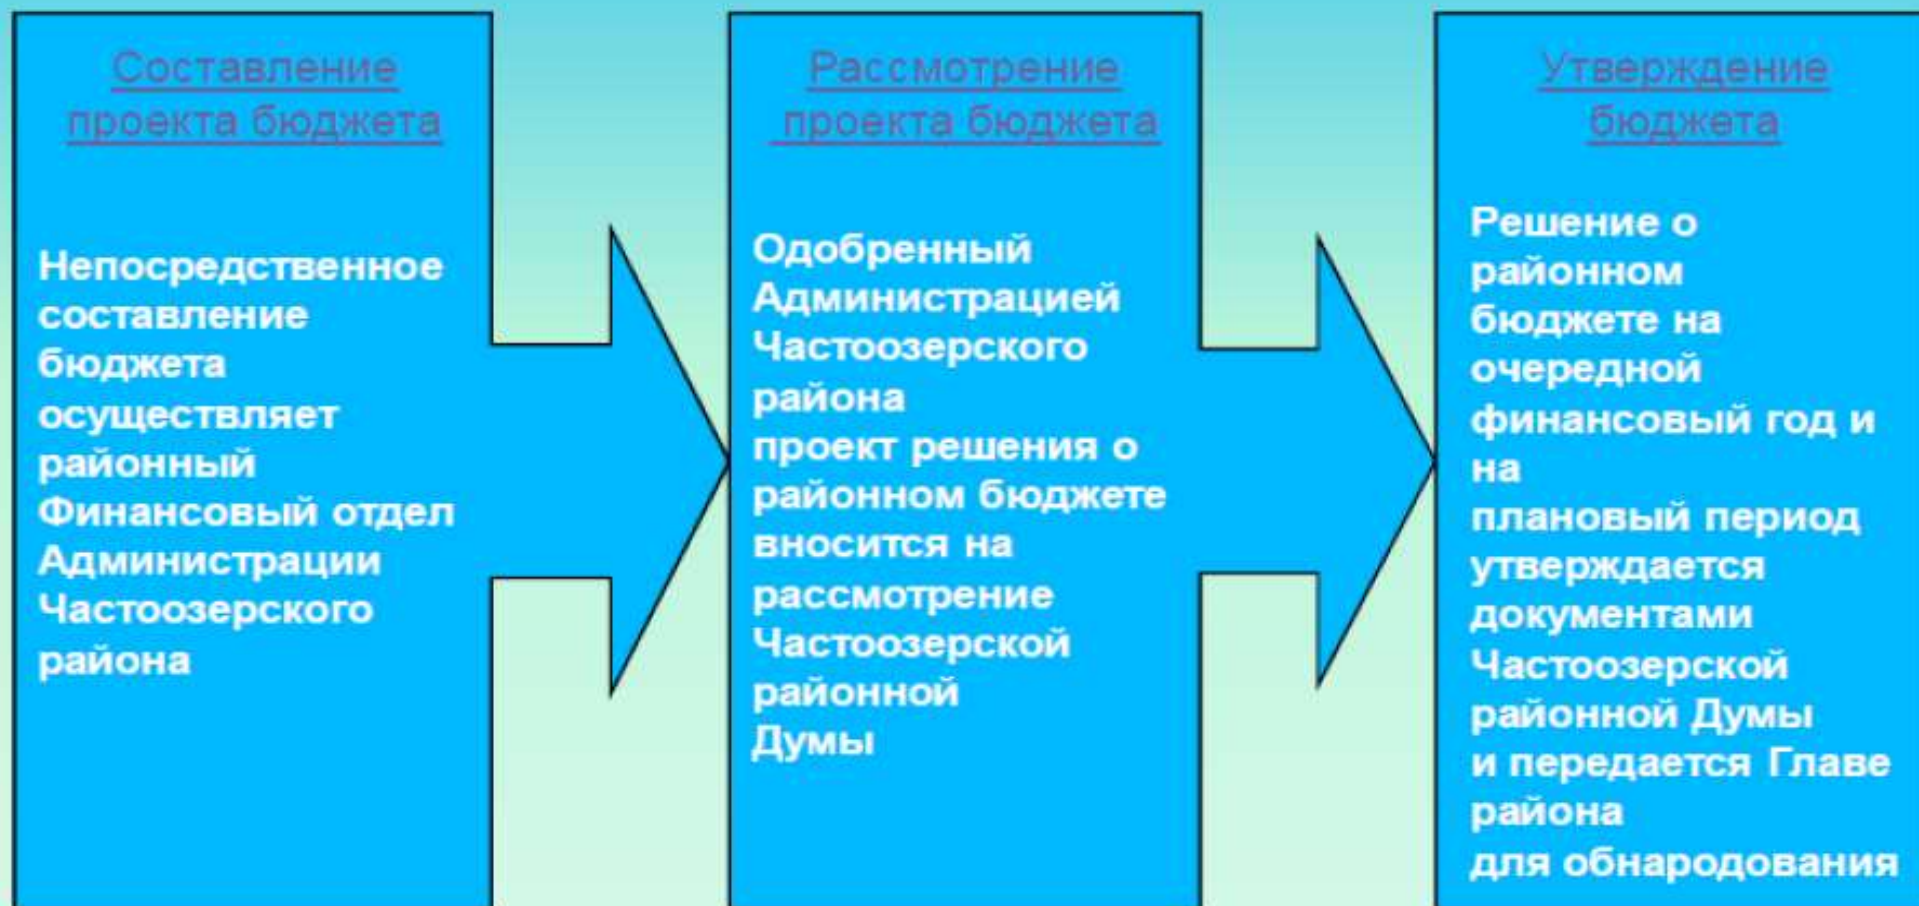 Составление
проекта бюджета
Непосредственное
составление
бюджета
осуществляет
районный
Финансовый отдел
Администрации
Частоозерского
района
Рассмотрение
проекта бюджета
Одобренный
Администрацией
Частоозерского
района
проект решения о
районном бюджете
вносится на
рассмотрение
Частоозерской
районной
Думы
Утверждение
бюджета
Решение о
районном
бюджете на
очередной
финансовый год и
на
плановый период
утверждается
документами
Частоозерской
районной Думы
и передается Главе
района
для обнародования